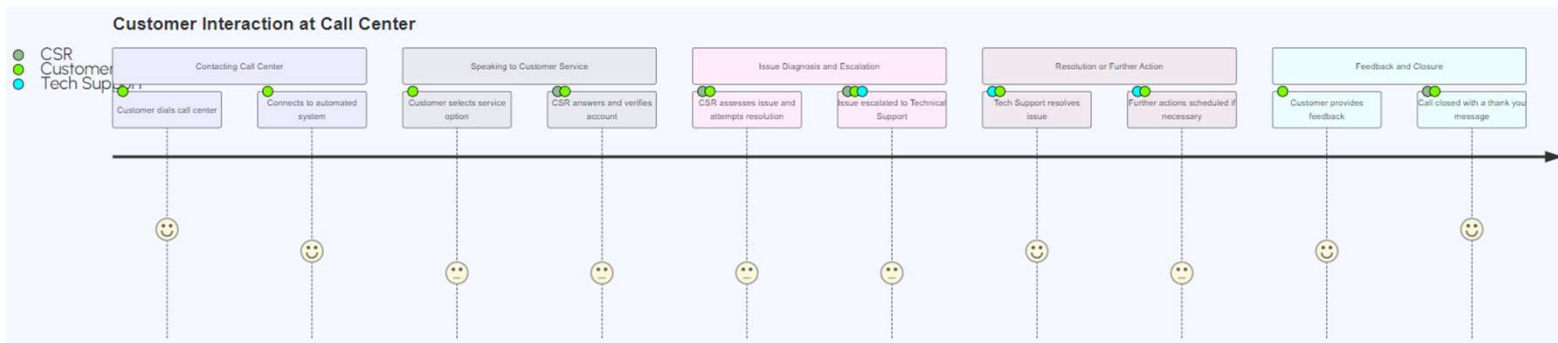 Customer Interaction at Call Center
CSR
Customer
Tech Support
Contacting Call Center
Customer dials call center
Connects to automated
system
Speaking to Customer Service
Customer selects service
option
CSR answers and verifies
account
Issue Diagnosis and Escalation
CSR assesses issue and
attempts resolution
Issue escalated to Technical
Support
Resolution or Further Action
Tech Support resolves
issue
Further actions scheduled if
necessary
Feedback and Closure
Customer provides
feedback
Call closed with a thank you
message